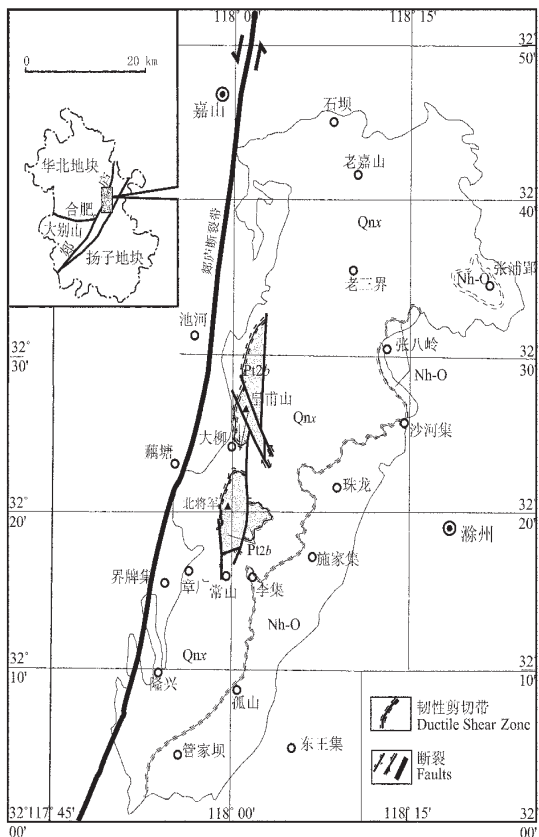 118° 0′
118° 15′
32°
50′
0
20 km
嘉山
石坝
华北地块
老嘉山
32°
40′
合肥
大别山
扬子地块
Qnx
郯庐断裂带
老三界
张浦郢
Nh-O
池河
32°
30′
32°
30′
张八岭
Pt2b
Nh-O
皇甫山
Qnx
沙河集
大柳
藕塘
珠龙
北将军
32°
20′
32°
20′
滁州
Pt2b
施家集
界牌集
章广
常山
李集
Nh-O
Qnx
32°
10′
32°
10′
隆兴
孤山
韧性剪切带
Ductile Shear Zone
管家坝
东王集
断裂
Faults
32°
00′
117° 45′
118° 00′
118° 15′
32°
00′